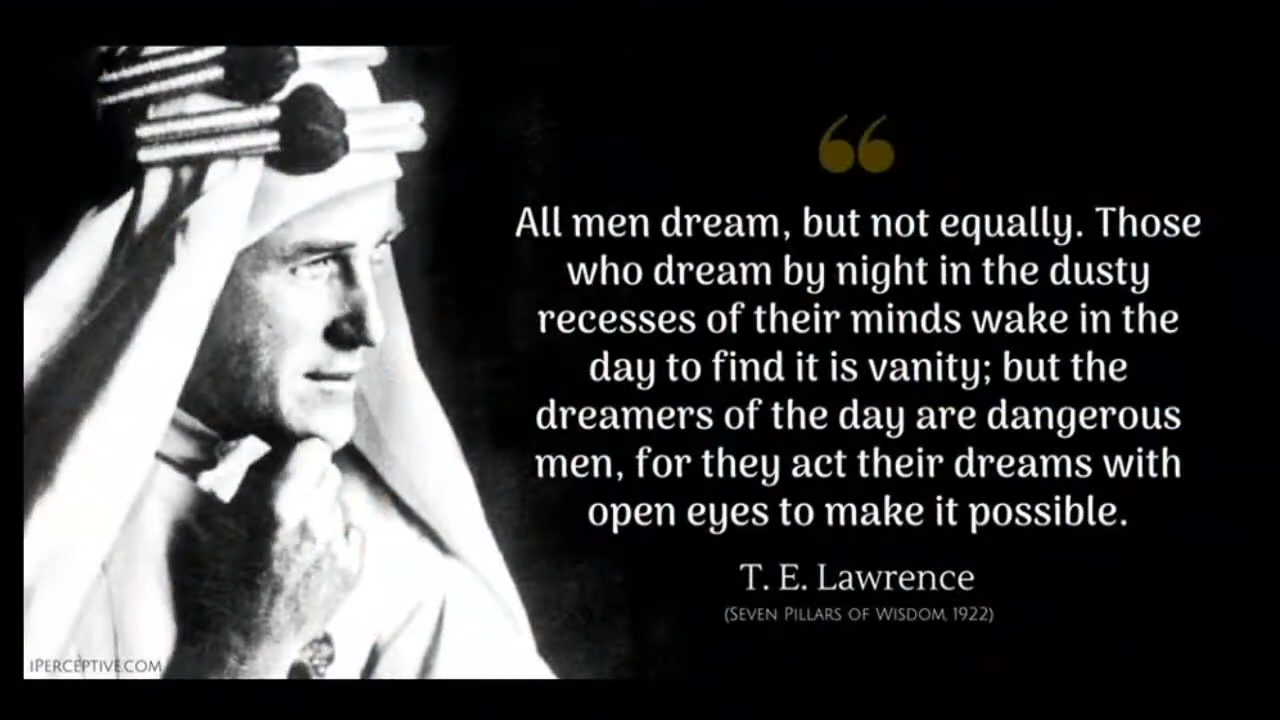 All men dream, but not equally. Those
who dream by night in the dusty
recesses of their minds wake in the
day to find it is vanity; but the
dreamers of the day are dangerous
men, for they act their dreams with
open eyes to make it possible.
T. E. Lawrence
(Seven Pillars of Wisdom, 1922)
iPerceptive.com